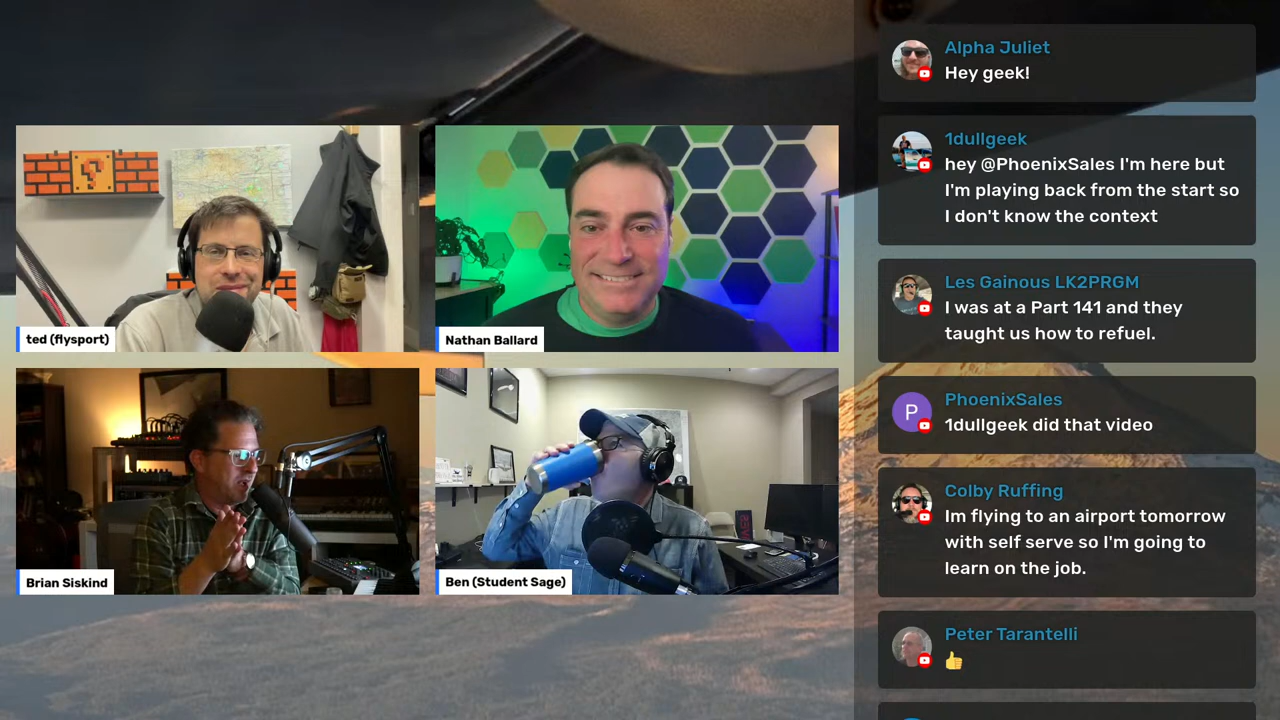 ted (flysport)
Nathan Ballard
Brian Siskind
Ben (Student Sage)
Alpha Juliet
Hey geek!
1dullgeek
hey @PhoenixSales I'm here but
I'm playing back from the start so
I don't know the context
Les Gainous LK2PRGM
I was at a Part 141 and they
taught us how to refuel.
P
PhoenixSales
1dullgeek did that video
Colby Ruffing
Im flying to an airport tomorrow
with self serve so I'm going to
learn on the job.
Peter Tarantelli
👍